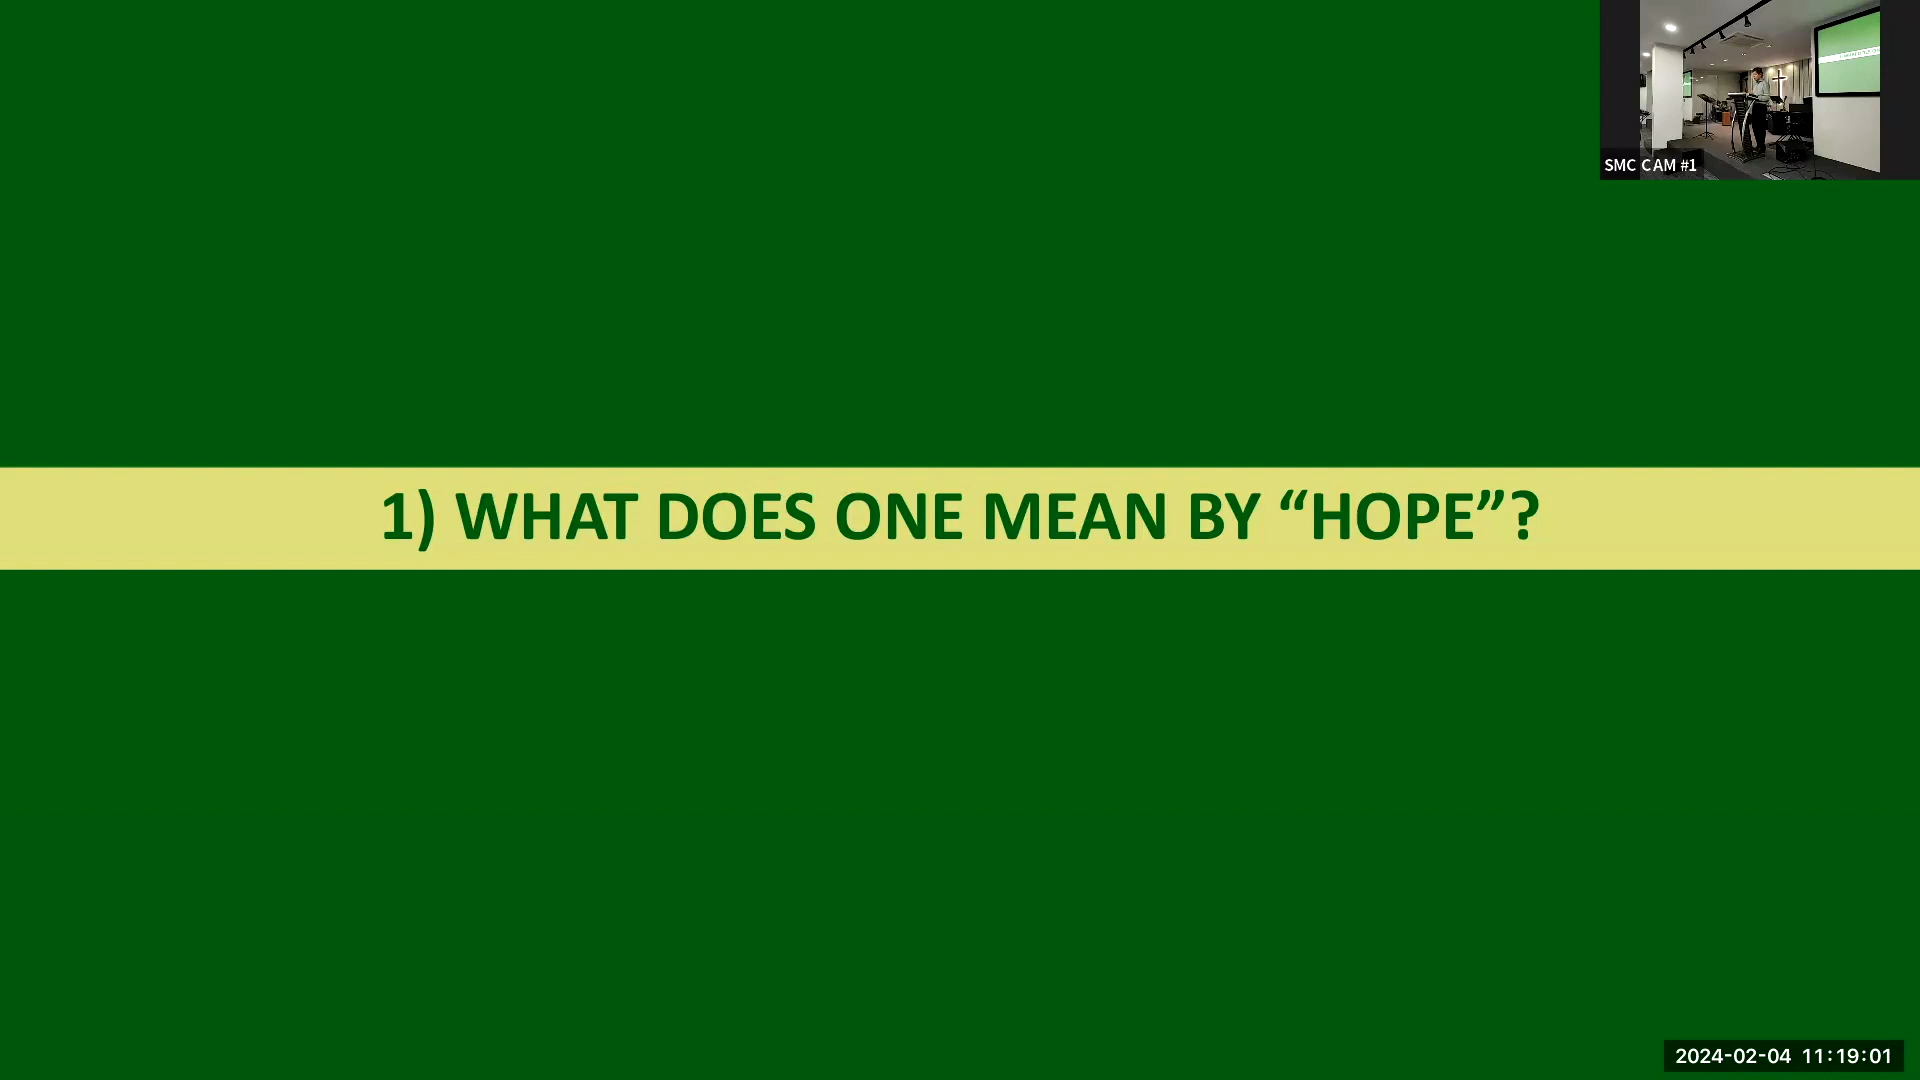 SMC CAM #1
1) WHAT DOES ONE MEAN BY “HOPE”?
2024-02-04 11:19:01